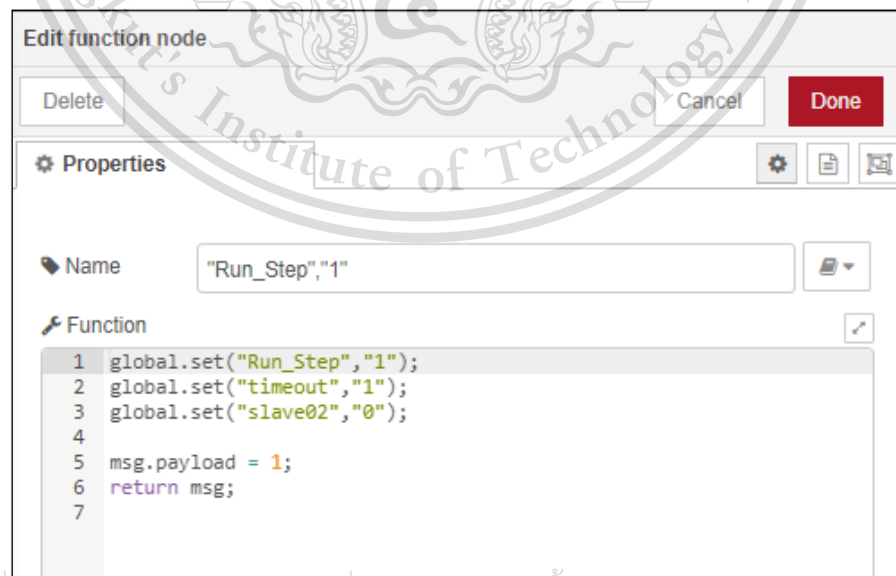 Edit function node
Delete
Cancel
Done
Properties
Name
"Run_Step","1"
Function
1 global.set("Run_Step","1");
2 global.set("timeout","1");
3 global.set("slave02","0");
4
5 msg.payload = 1;
6 return msg;
7
Institute of Technology